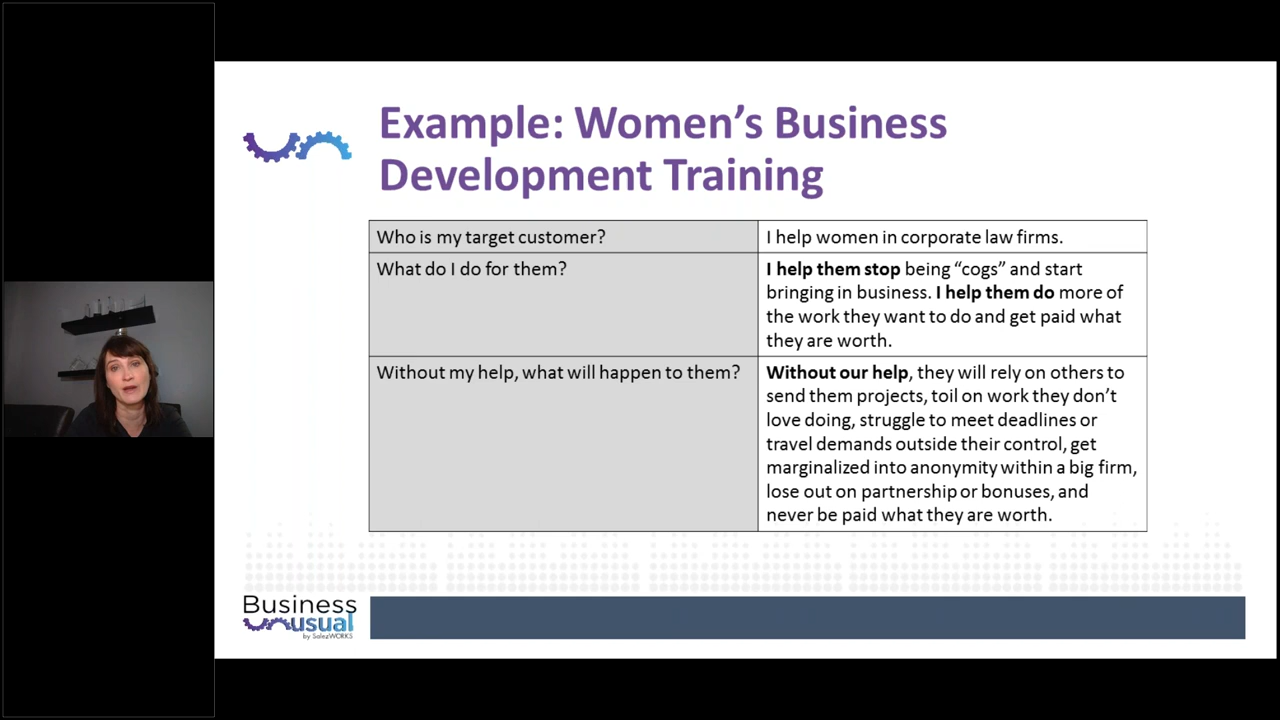 Example: Women’s Business
Development Training
Who is my target customer?
I help women in corporate law firms.
What do I do for them?
I help them stop being “cogs” and start
bringing in business. I help them do more of
the work they want to do and get paid what
they are worth.
Without my help, what will happen to them?
Without our help, they will rely on others to
send them projects, toil on work they don’t
love doing, struggle to meet deadlines or
travel demands outside their control, get
marginalized into anonymity within a big firm,
lose out on partnership or bonuses, and
never be paid what they are worth.
Business
unusual
by SalezWORKS